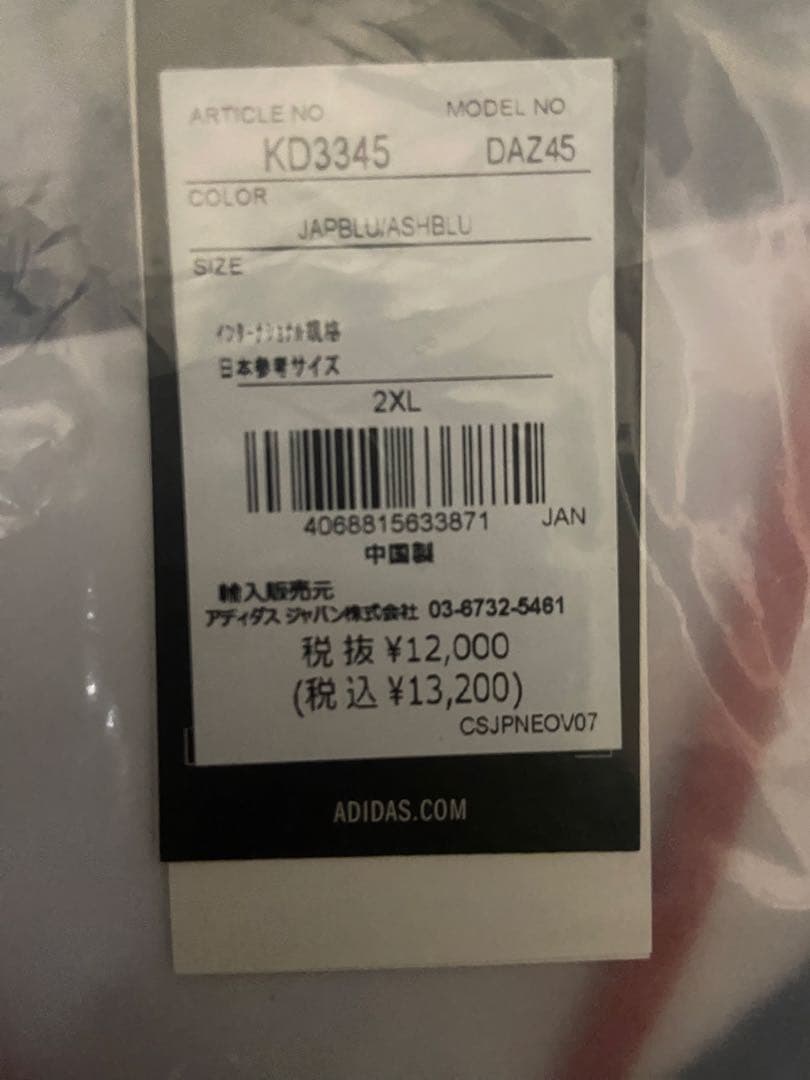 ARTICLE NO MODEL NO
KD3345 DAZ45
COLOR
JAPBLU/ASHBLU
SIZE
インターナショナル規格
日本参考サイズ
2XL
4068815633871 JAN
中国製
輸入販売元
アディダス ジャパン株式会社 03-6732-5461
税抜 ¥12,000
(税込 ¥13,200)
CSJPNEOV07
ADIDAS.COM